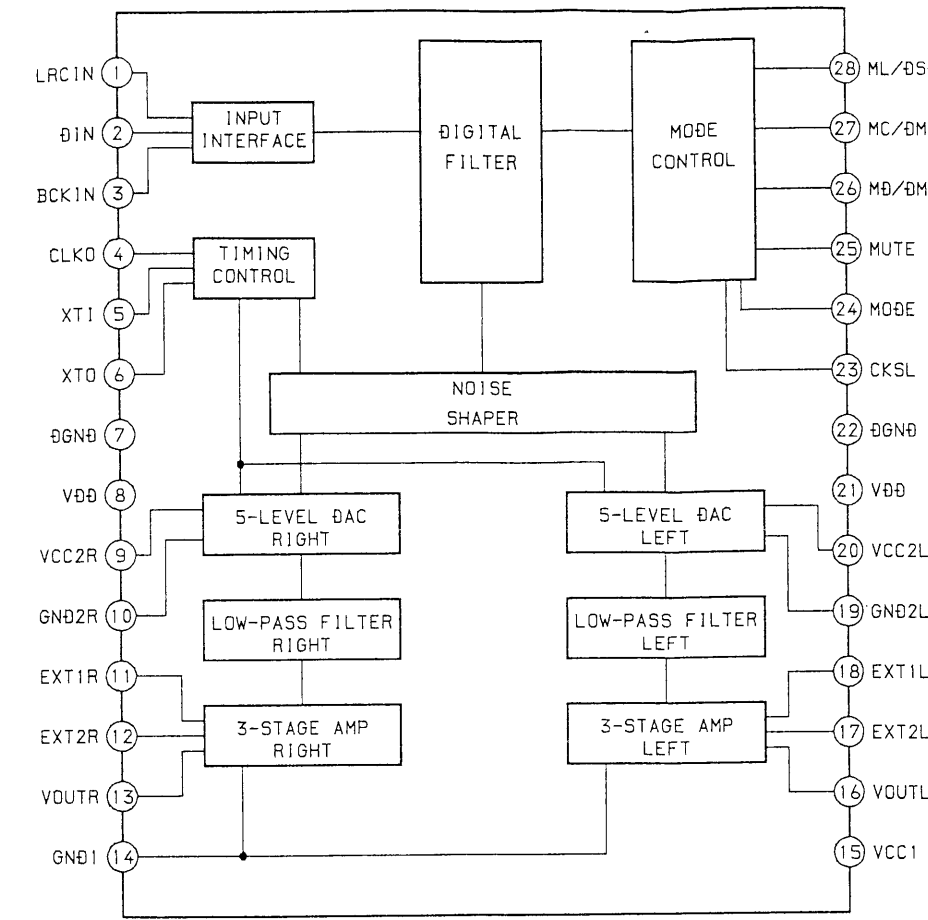 LRCIN 1
DIN 2
BCKIN 3
CLKO 4
XTI 5
XTO 6
DGND 7
VDD 8
VCC2R 9
GND2R 10
EXT1R 11
EXT2R 12
VOUTR 13
GND1 14
INPUT
INTERFACE
DIGITAL
FILTER
MODE
CONTROL
TIMING
CONTROL
NOISE
SHAPER
5-LEVEL DAC
RIGHT
5-LEVEL DAC
LEFT
LOW-PASS FILTER
RIGHT
LOW-PASS FILTER
LEFT
3-STAGE AMP
RIGHT
3-STAGE AMP
LEFT
28 ML/DS
27 MC/DM
26 MD/DM
25 MUTE
24 MODE
23 CKSL
22 DGND
21 VDD
20 VCC2L
19 GND2L
18 EXT1L
17 EXT2L
16 VOUTL
15 VCC1